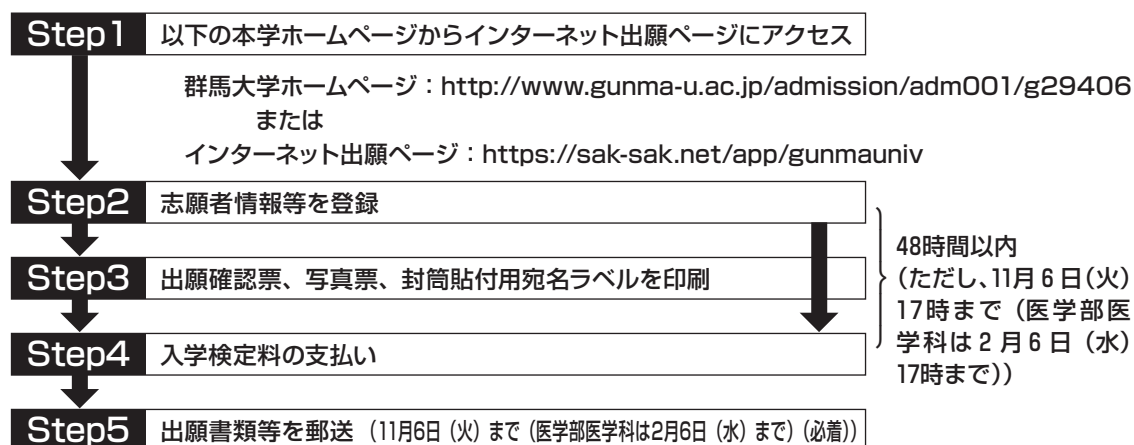 Step1 以下の本学ホームページからインターネット出願ページにアクセス
群馬大学ホームページ：http://www.gunma-u.ac.jp/admission/adm001/g29406
または
インターネット出願ページ：https://sak-sak.net/app/gunmauniv
Step2 志願者情報等を登録
Step3 出願確認票、写真票、封筒貼付用宛名ラベルを印刷
Step4 入学検定料の支払い
48時間以内
（ただし、11月6日（火）
17時まで（医学部医
学科は2月6日（水）
17時まで））
Step5 出願書類等を郵送（11月6日（火）まで（医学部医学科は2月6日（水）まで）（必着））